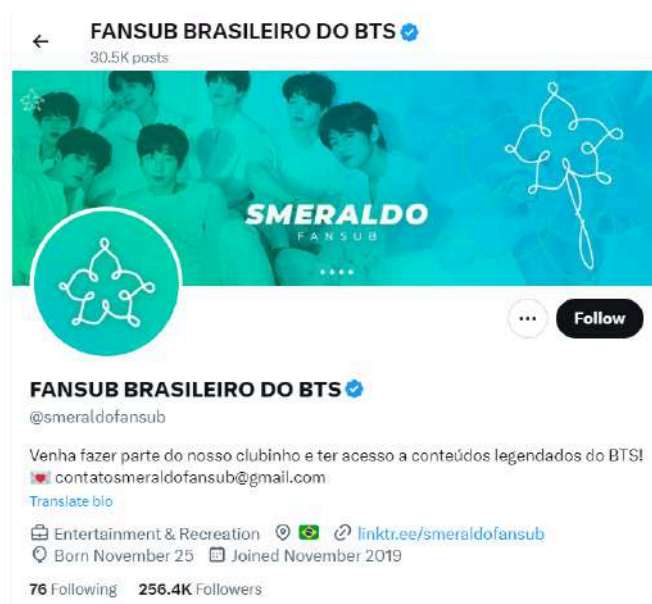 FANSUB BRASILEIRO DO BTS
30.5K posts
SMERALDO
FANSUB
Follow
FANSUB BRASILEIRO DO BTS
@smeraldofansub
Venha fazer parte do nosso clubinho e ter acesso a conteúdos legendados do BTS!
💌 contatosmeraldofansub@gmail.com
Translate bio
Entertainment & Recreation 🇧🇷 linktr.ee/smeraldofansub
Born November 25 Joined November 2019
76 Following 256.4K Followers